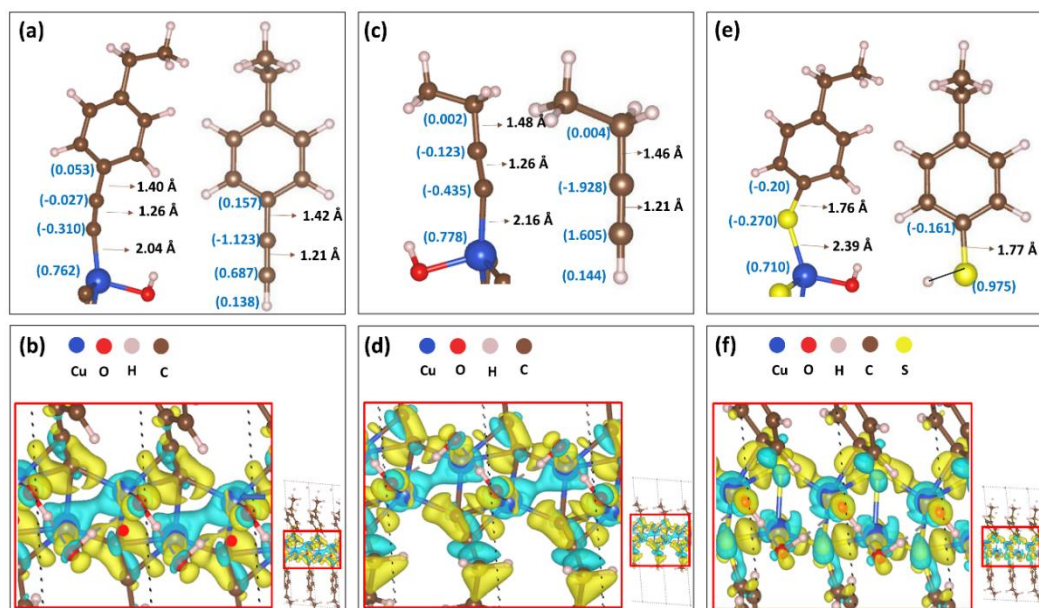 (a)
(0.053)
1.40 Å
(-0.027)
1.26 Å
(-0.310)
2.04 Å
(0.762)
(0.157)
1.42 Å
(-1.123)
1.21 Å
(0.687)
(0.138)
(c)
(0.002)
1.48 Å
(-0.123)
1.26 Å
(-0.435)
2.16 Å
(0.778)
(0.004)
1.46 Å
(-1.928)
1.21 Å
(1.605)
(0.144)
(e)
(-0.20)
1.76 Å
(-0.270)
2.39 Å
(0.710)
(-0.161)
1.77 Å
(0.975)
(b)
Cu O H C
(d)
Cu O H C
(f)
Cu O H C S